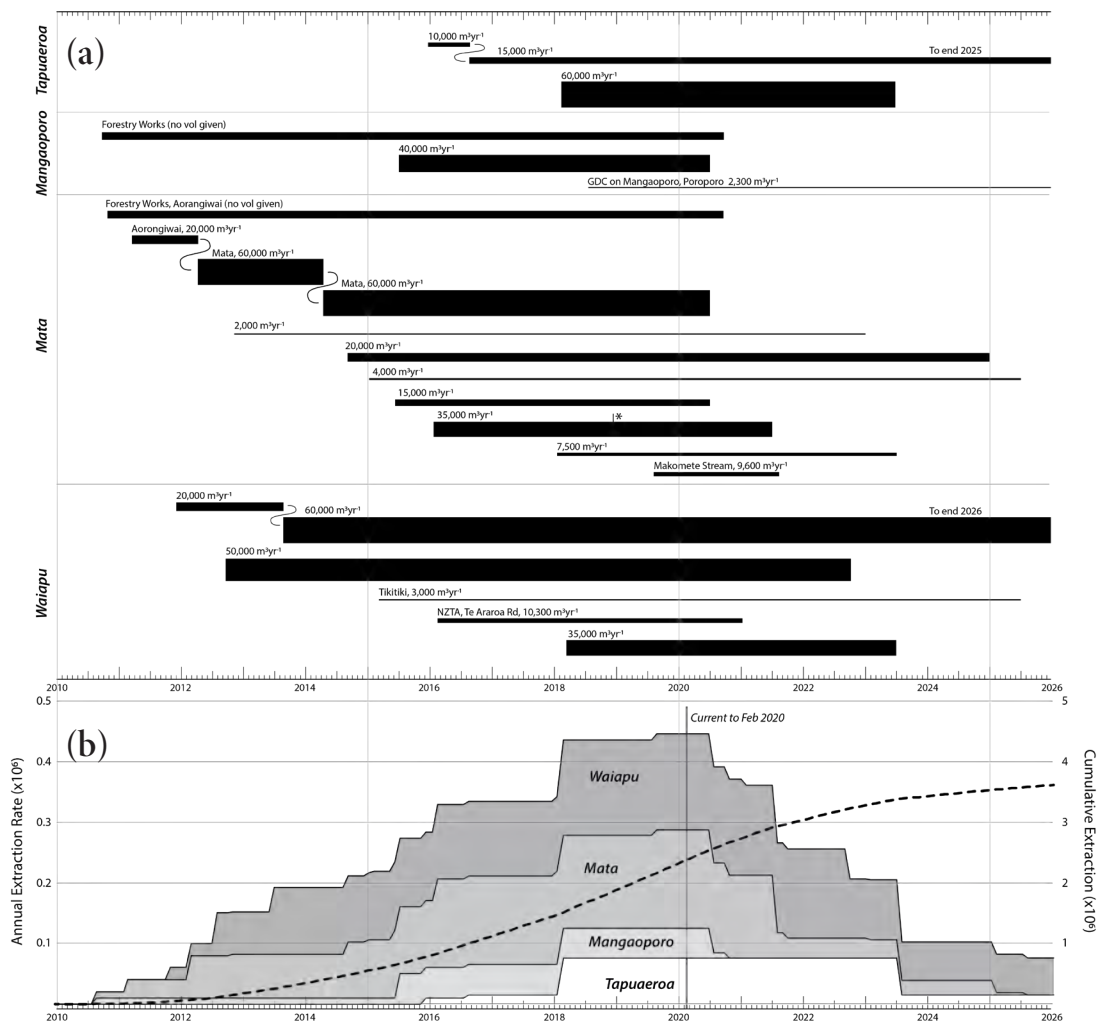 (a)
Tapuaeroa
10,000 m³yr⁻¹
15,000 m³yr⁻¹
To end 2025
60,000 m³yr⁻¹
Mangaoporo
Forestry Works (no vol given)
40,000 m³yr⁻¹
GDC on Mangaoporo, Poroporo 2,300 m³yr⁻¹
Mata
Forestry Works, Aorangiwai (no vol given)
Aorongiwai, 20,000 m³yr⁻¹
Mata, 60,000 m³yr⁻¹
Mata, 60,000 m³yr⁻¹
2,000 m³yr⁻¹
20,000 m³yr⁻¹
4,000 m³yr⁻¹
15,000 m³yr⁻¹
35,000 m³yr⁻¹
*
7,500 m³yr⁻¹
Makomete Stream, 9,600 m³yr⁻¹
Waiapu
20,000 m³yr⁻¹
60,000 m³yr⁻¹
To end 2026
50,000 m³yr⁻¹
Tikitiki, 3,000 m³yr⁻¹
NZTA, Te Araroa Rd, 10,300 m³yr⁻¹
35,000 m³yr⁻¹
2010 2012 2014 2016 2018 2020 2022 2024 2026
(b)
Annual Extraction Rate (x10⁶)
0.5
0.4
0.3
0.2
0.1
Current to Feb 2020
Waiapu
Mata
Mangaoporo
Tapuaeroa
5
4
3
2
1
Cumulative Extraction (x10⁶)
2010 2012 2014 2016 2018 2020 2022 2024 2026